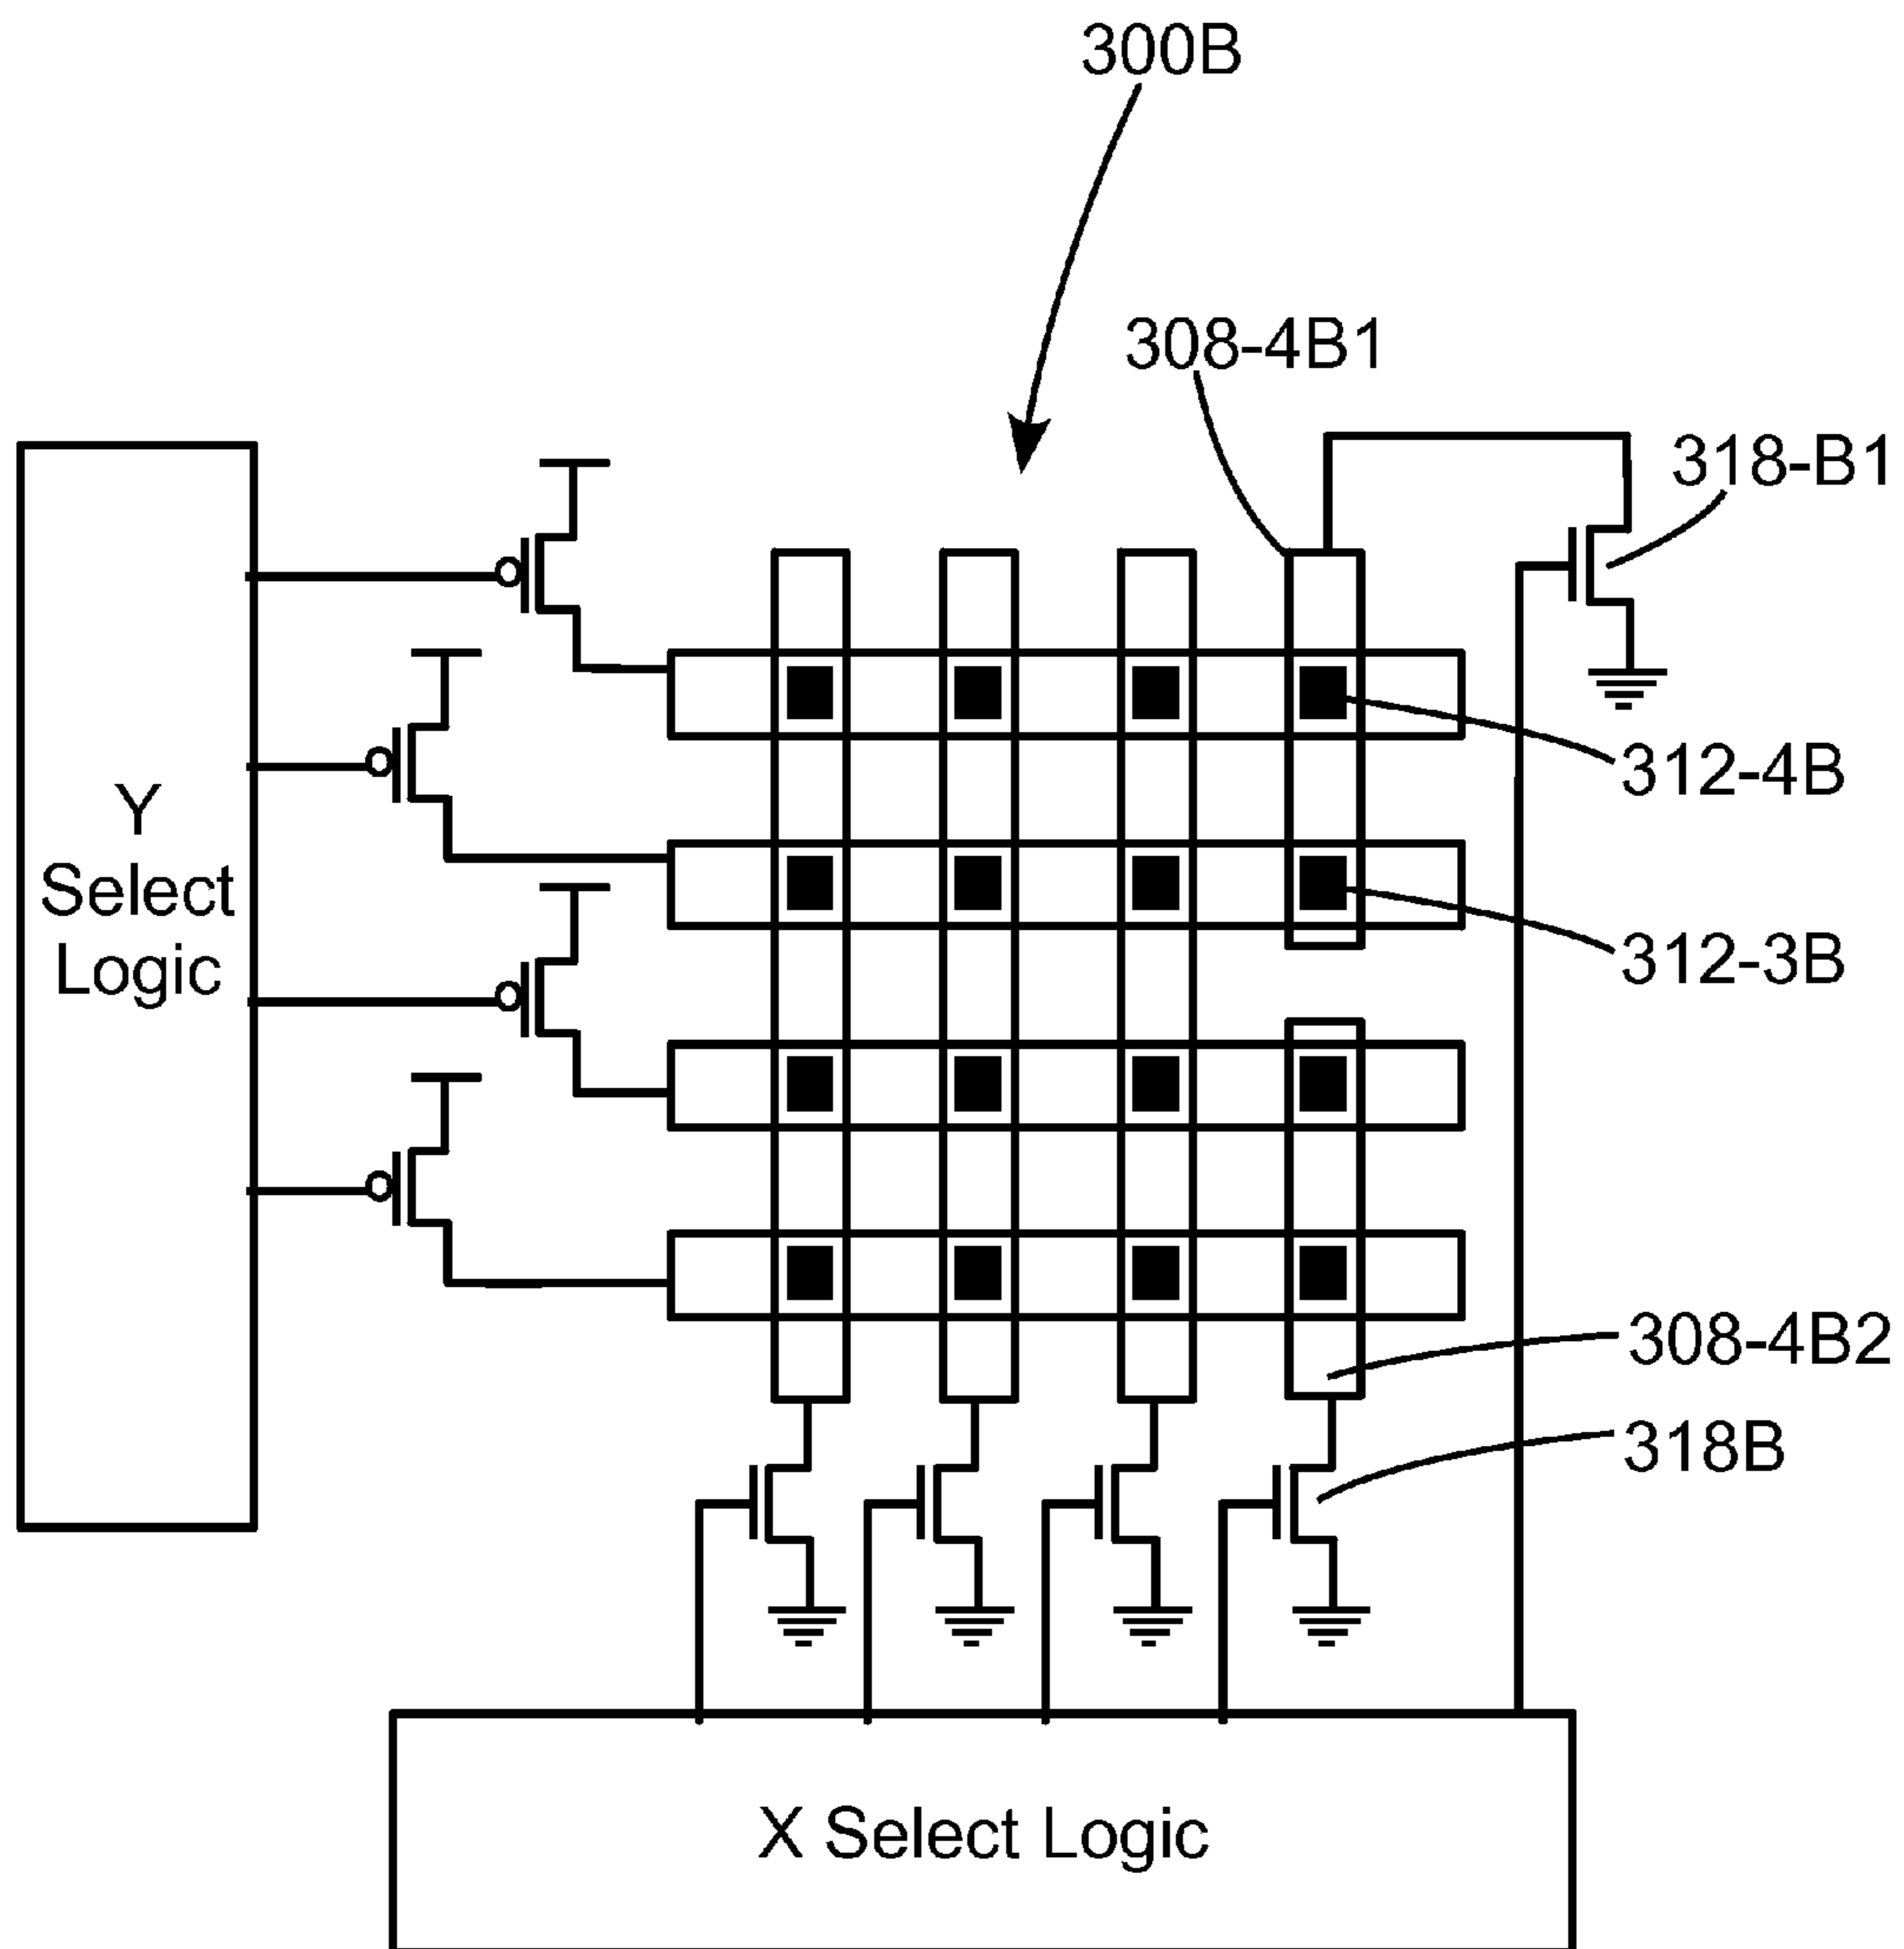 300B
308-4B1
318-B1
312-4B
Y
Select
Logic
312-3B
308-4B2
318B
X Select Logic